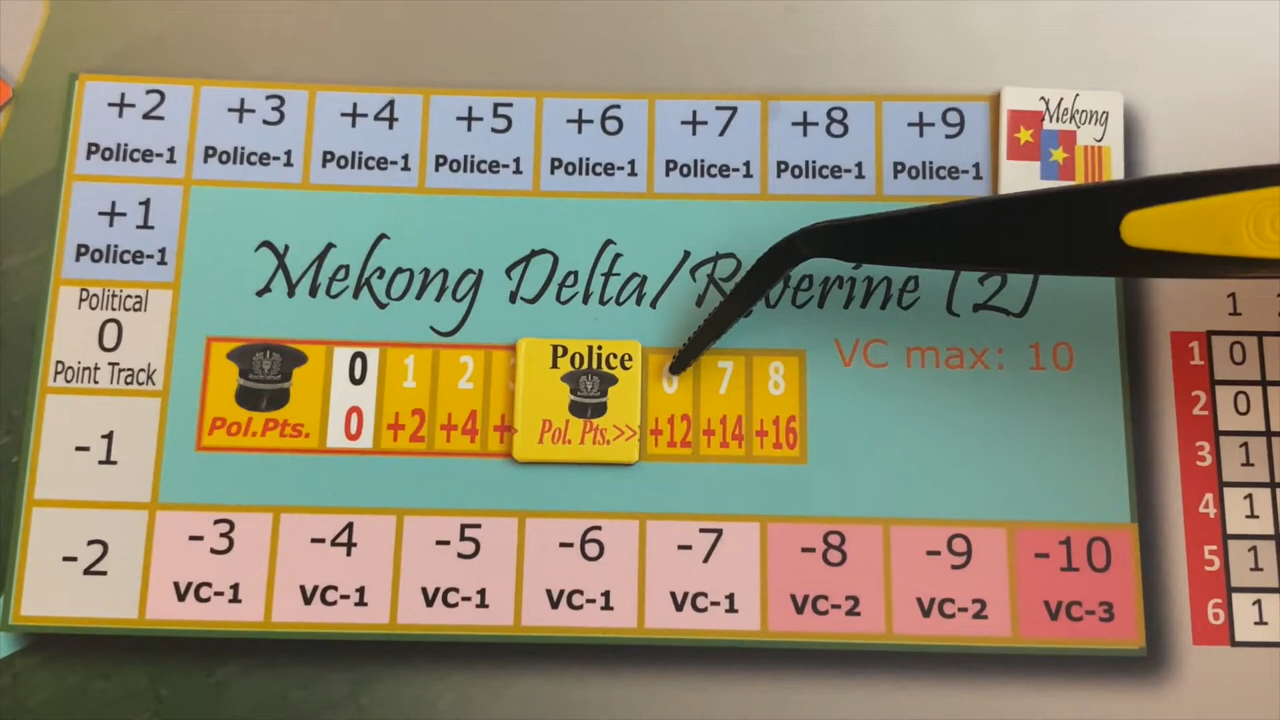 +2 +3 +4 +5 +6 +7 +8 +9 Mekong
Police-1 Police-1 Police-1 Police-1 Police-1 Police-1 Police-1 Police-1
+1
Police-1
Mekong Delta/ (2)
Political
0
Point Track
Police
0 1 2 7 8
VC max: 10
Pol.Pts. 0 +2 +4 Pol. Pts.>> +12 +14 +16
-1
-2
-3 -4 -5 -6 -7 -8 -9 -10
VC-1 VC-1 VC-1 VC-1 VC-1 VC-2 VC-2 VC-3
1
1 0
2 0
3 1
4 1
5 1
6 1